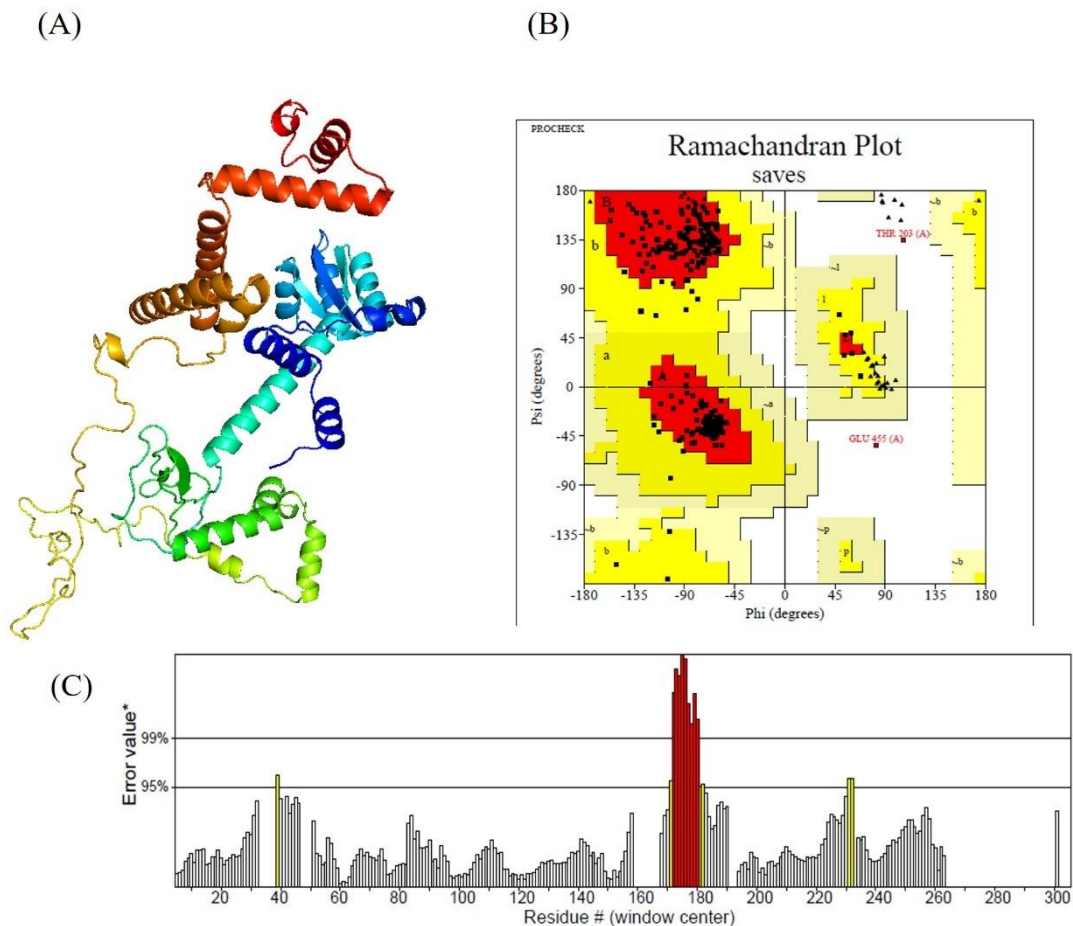 (A)
(B)
PROCHECK
Ramachandran Plot
saves
180
135
90
45
0
-45
-90
-135
Psi (degrees)
B
b
~b
~b
b
THR 203 (A)
~l
l
a
A
~a
GLU 455 (A)
~b
b
~p
p
~b
-180 -135 -90 -45 0 45 90 135 180
Phi (degrees)
(C)
Error value*
99%
95%
20 40 60 80 100 120 140 160 180 200 220 240 260 280 300
Residue # (window center)